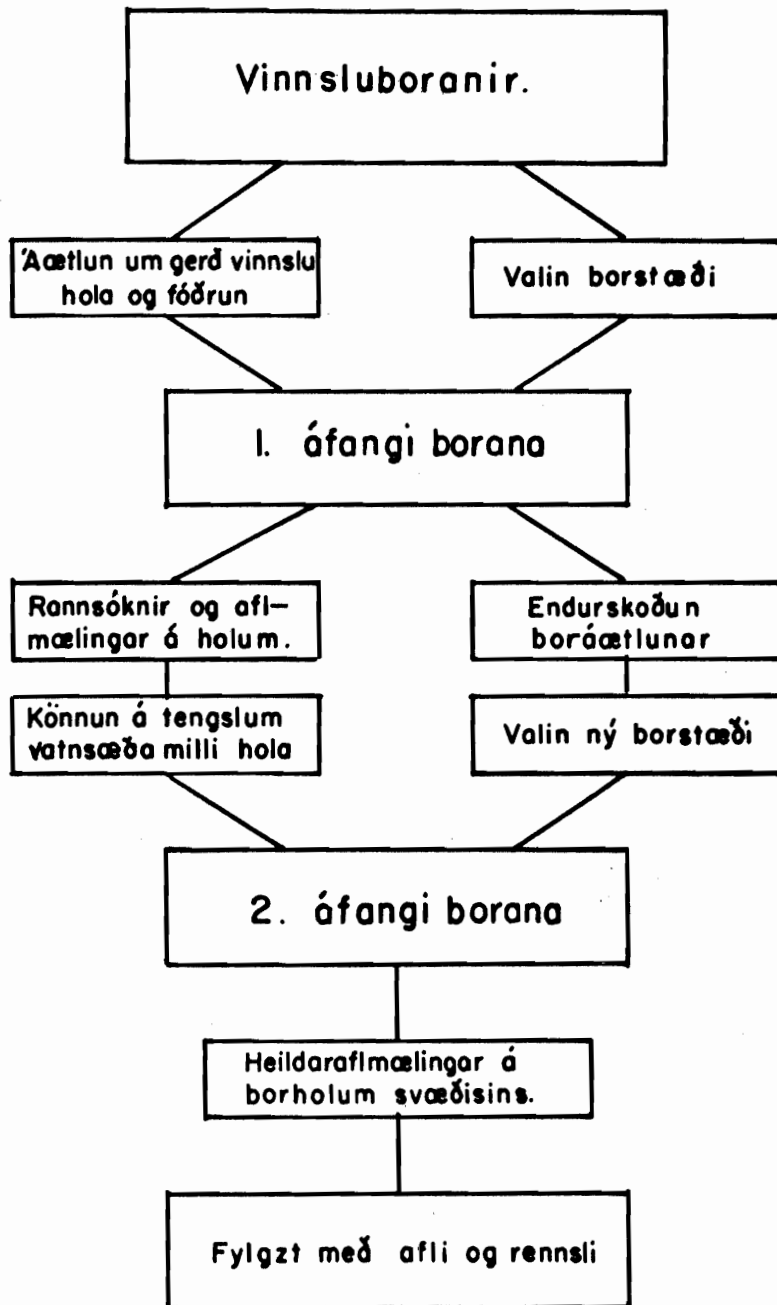 Vinnsluboranir.
Áætlun um gerð vinnslu
hola og fóðrun
Valin borstæði
1. áfangi borana
Rannsóknir og afl-
mælingar á holum.
Endurskoðun
boráætlunar
Könnun á tengslum
vatnsæða milli hola
Valin ný borstæði
2. áfangi borana
Heildaraflmælingar á
borholum svæðisins.
Fylgzt með afli og rennsli